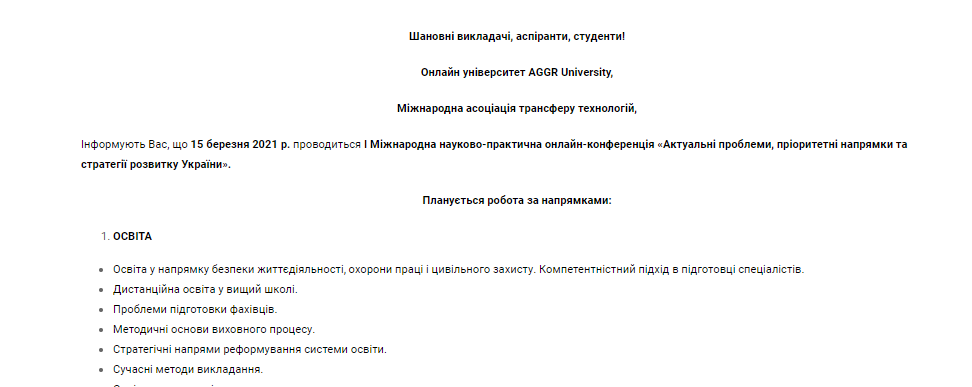 Шановні викладачі, аспіранти, студенти!
Онлайн університет AGGR University,
Міжнародна асоціація трансферу технологій,
Інформують Вас, що 15 березня 2021 р. проводиться І Міжнародна науково-практична онлайн-конференція «Актуальні проблеми, пріоритетні напрямки та
стратегії розвитку України».
Планується робота за напрямками:
1. ОСВІТА
• Освіта у напрямку безпеки життєдіяльності, охорони праці і цивільного захисту. Компетентністний підхід в підготовці спеціалістів.
• Дистанційна освіта у вищий школі.
• Проблеми підготовки фахівців.
• Методичні основи виховного процесу.
• Стратегічні напрями реформування системи освіти.
• Сучасні методи викладання.